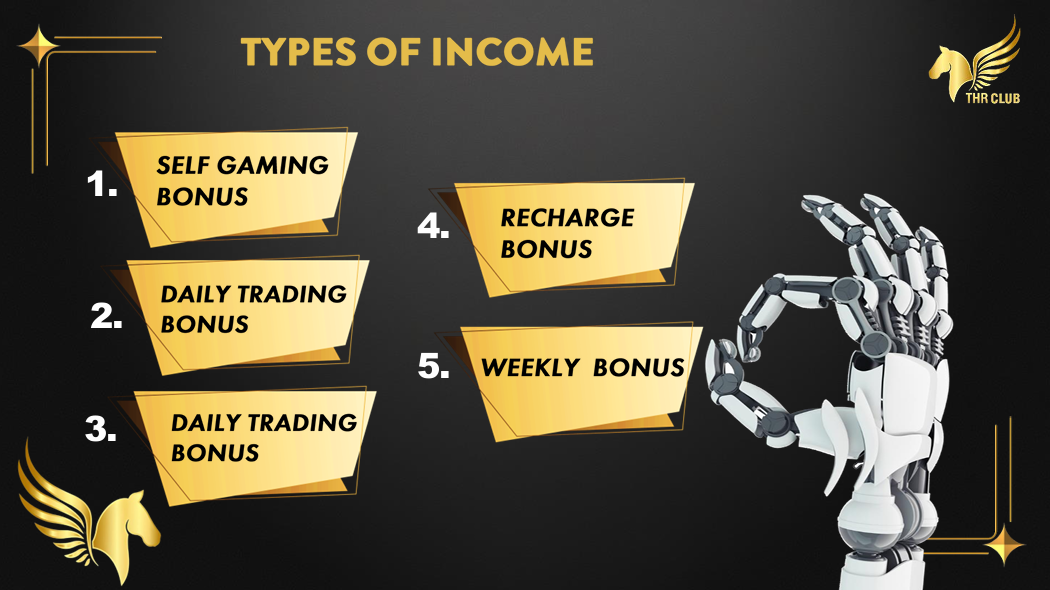 TYPES OF INCOME
THR CLUB
1.
SELF GAMING
BONUS
2.
DAILY TRADING
BONUS
3.
DAILY TRADING
BONUS
4.
RECHARGE
BONUS
5.
WEEKLY BONUS